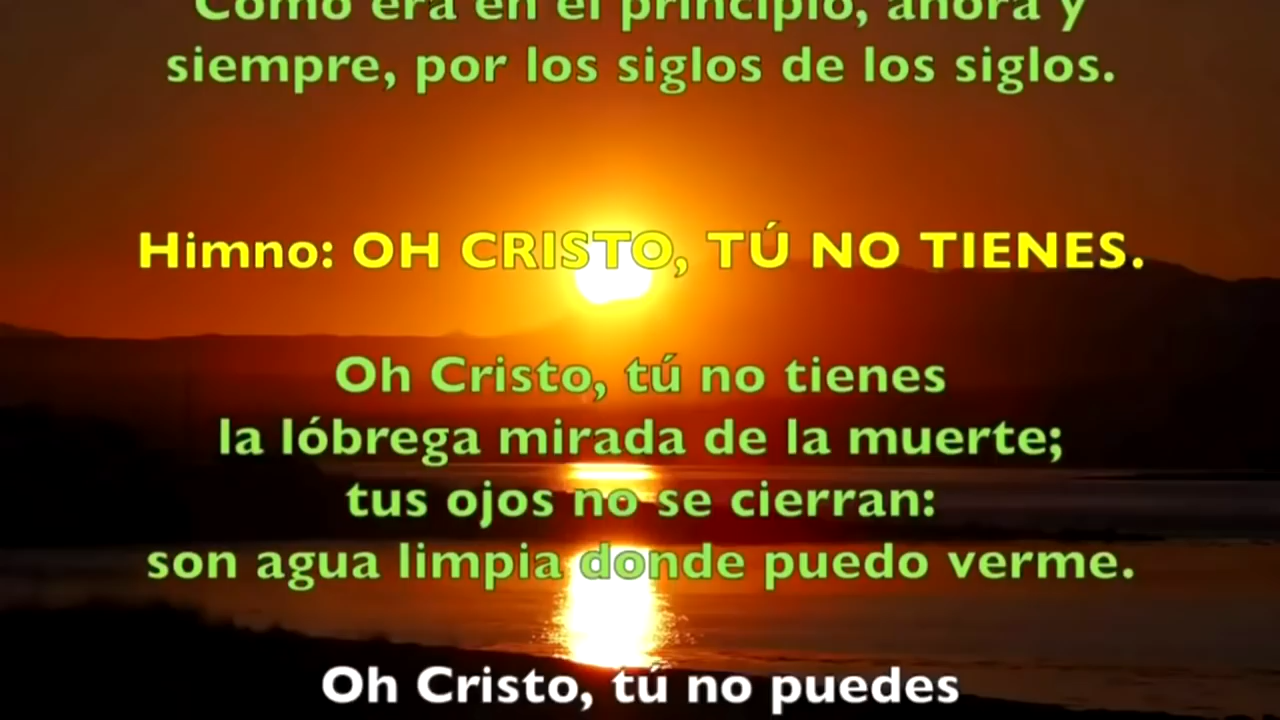 Como era en el principio, ahora y
siempre, por los siglos de los siglos.
Himno: OH CRISTO, TÚ NO TIENES.
Oh Cristo, tú no tienes
la lóbrega mirada de la muerte;
tus ojos no se cierran:
son agua limpia donde puedo verme.
Oh Cristo, tú no puedes